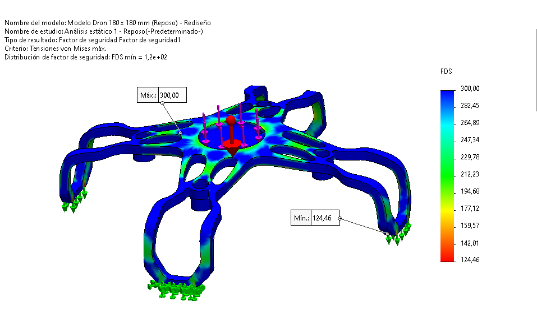 Nombre del modelo: Modelo Dron 180 x 180 mm (Reposo) - Rediseño
Nombre de estudio: Análisis estático 1 - Reposo(-Predeterminado-)
Tipo de resultado: Factor de seguridad Factor de seguridad1
Criterio: Tensiones von Mises máx.
Distribución de factor de seguridad: FDS mín = 1,2e+02
FDS
Máx.: 300,00
300,00
282,45
264,89
247,34
229,78
212,23
194,68
177,12
159,57
142,01
124,46
Mín.: 124,46